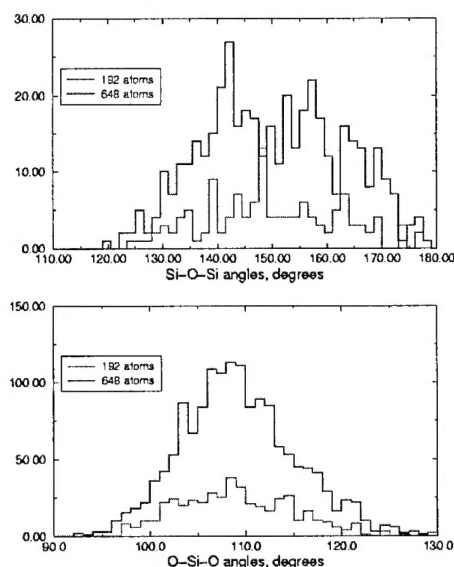 30.00
192 atoms
648 atoms
20.00
10.00
0.00
110.00 120.00 130.00 140.00 150.00 160.00 170.00 180.00
Si-O-Si angles, degrees
150.00
192 atoms
648 atoms
100.00
50.00
0.00
90.0 100.0 110.0 120.0 130.0
O-Si-O angles, degrees